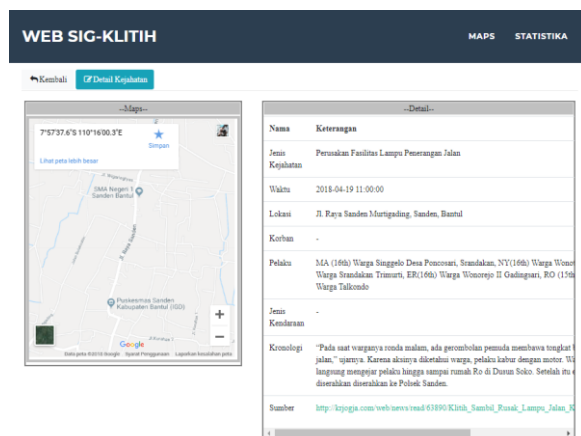 WEB SIG-KLITIH
MAPS STATISTIKA
Kembali
Detail Kejahatan
--Maps--
7°57'37.6"S 110°16'00.3"E
Simpan
Lihat peta lebih besar
SMA Negeri 1
Sanden Bantul
Jl. Raya Sanden
Puskesmas Sanden
Kabupaten Bantul (IGD)
+
−
Google
Data peta ©2018 Google Syarat Penggunaan Laporkan kesalahan peta
--Detail--
Nama Keterangan
Jenis Kejahatan Perusakan Fasilitas Lampu Penerangan Jalan
Waktu 2018-04-19 11:00:00
Lokasi Jl. Raya Sanden Murtigading, Sanden, Bantul
Korban -
Pelaku MA (16th) Warga Singgelo Desa Poncosari, Srandakan, NY(16th) Warga
Warga Srandakan Trimurti, ER(16th) Warga Wonorejo II Gadingsari, RO (15th
Warga Talkondo
Jenis Kendaraan -
Kronologi "Pada saat warganya ronda malam, ada gerombolan pemuda membawa tongkat
jalan," ujarnya. Karena aksinya diketahui warga, pelaku kabur dengan motor.
langsung mengejar pelaku hingga sampai rumah Ro di Dusun Soko. Setelah itu
diserahkan diserahkan ke Polsek Sanden.
Sumber http://krjogja.com/web/news/read/63890/Klitih_Sambil_Rusak_Lampu_Jalan_K